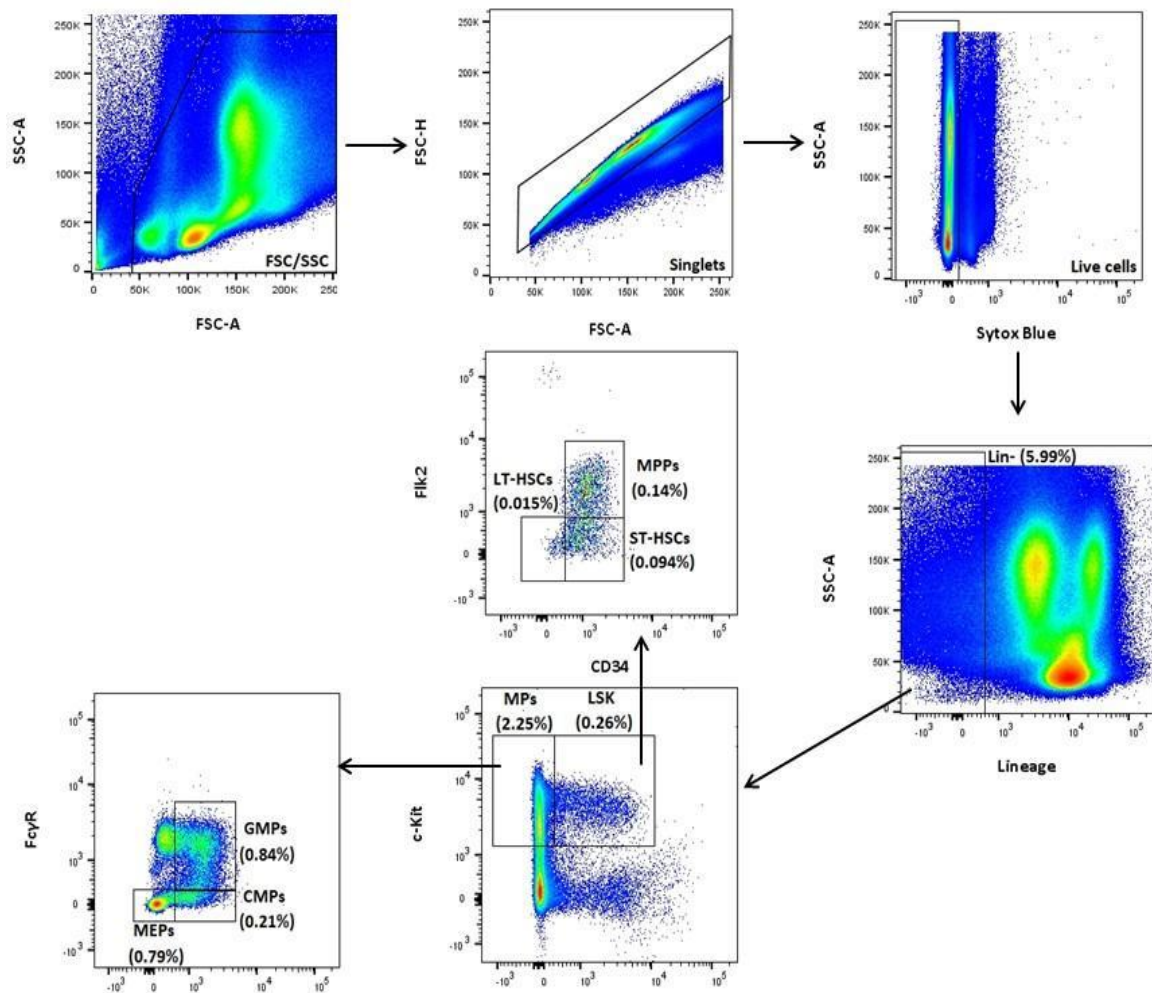 SSC-A
250K
200K
150K
100K
50K
0
0 50K 100K 150K 200K 250K
FSC/SSC
FSC-A
FSC-H
250K
200K
150K
100K
50K
0
0 50K 100K 150K 200K 250K
Singlets
FSC-A
SSC-A
250K
200K
150K
100K
50K
0
-10³ 0 10³ 10⁴ 10⁵
Live cells
Sytox Blue
SSC-A
250K
200K
150K
100K
50K
0
Lin- (5.99%)
-10³ 0 10³ 10⁴ 10⁵
Lineage
Flk2
10⁵
10⁴
10³
0
-10³
LT-HSCs
(0.015%)
MPPs
(0.14%)
ST-HSCs
(0.094%)
-10³ 0 10³ 10⁴ 10⁵
CD34
c-Kit
10⁵
10⁴
10³
0
-10³
MPs
(2.25%)
LSK
(0.26%)
-10³ 0 10³ 10⁴ 10⁵
FcγR
10⁵
10⁴
10³
0
-10³
GMPs
(0.84%)
CMPs
(0.21%)
MEPs
(0.79%)
-10³ 0 10³ 10⁴ 10⁵